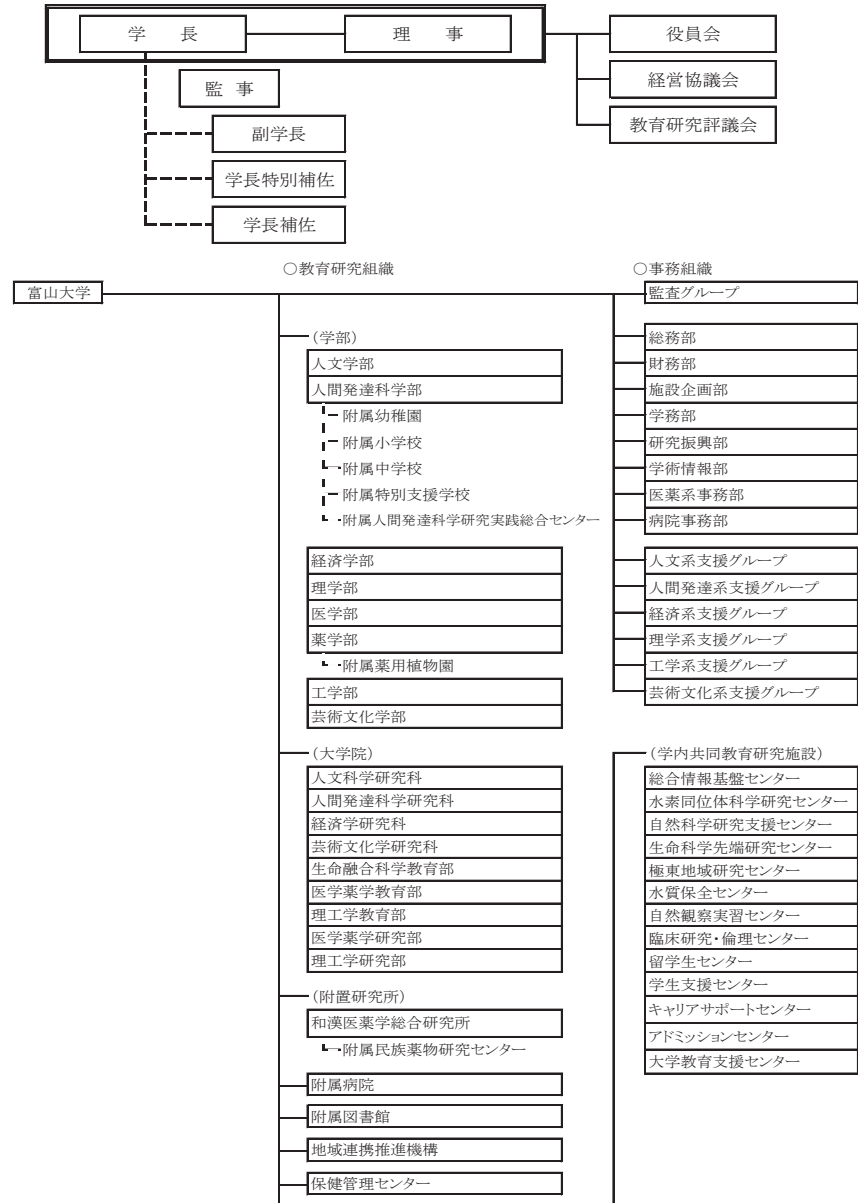 学　長
理　事
役員会
監 事
経営協議会
副学長
教育研究評議会
学長特別補佐
学長補佐
○教育研究組織
○事務組織
富山大学
監査グループ
(学部)
人文学部
人間発達科学部
附属幼稚園
附属小学校
附属中学校
附属特別支援学校
附属人間発達科学研究実践総合センター
経済学部
理学部
医学部
薬学部
附属薬用植物園
工学部
芸術文化学部
(大学院)
人文科学研究科
人間発達科学研究科
経済学研究科
芸術文化学研究科
生命融合科学教育部
医学薬学教育部
理工学教育部
医学薬学研究部
理工学研究部
(附置研究所)
和漢医薬学総合研究所
附属民族薬物研究センター
附属病院
附属図書館
地域連携推進機構
保健管理センター
総務部
財務部
施設企画部
学務部
研究振興部
学術情報部
医薬系事務部
病院事務部
人文系支援グループ
人間発達系支援グループ
経済系支援グループ
理学系支援グループ
工学系支援グループ
芸術文化系支援グループ
(学内共同教育研究施設)
総合情報基盤センター
水素同位体科学研究センター
自然科学研究支援センター
生命科学先端研究センター
極東地域研究センター
水質保全センター
自然観察実習センター
臨床研究・倫理センター
留学生センター
学生支援センター
キャリアサポートセンター
アドミッションセンター
大学教育支援センター